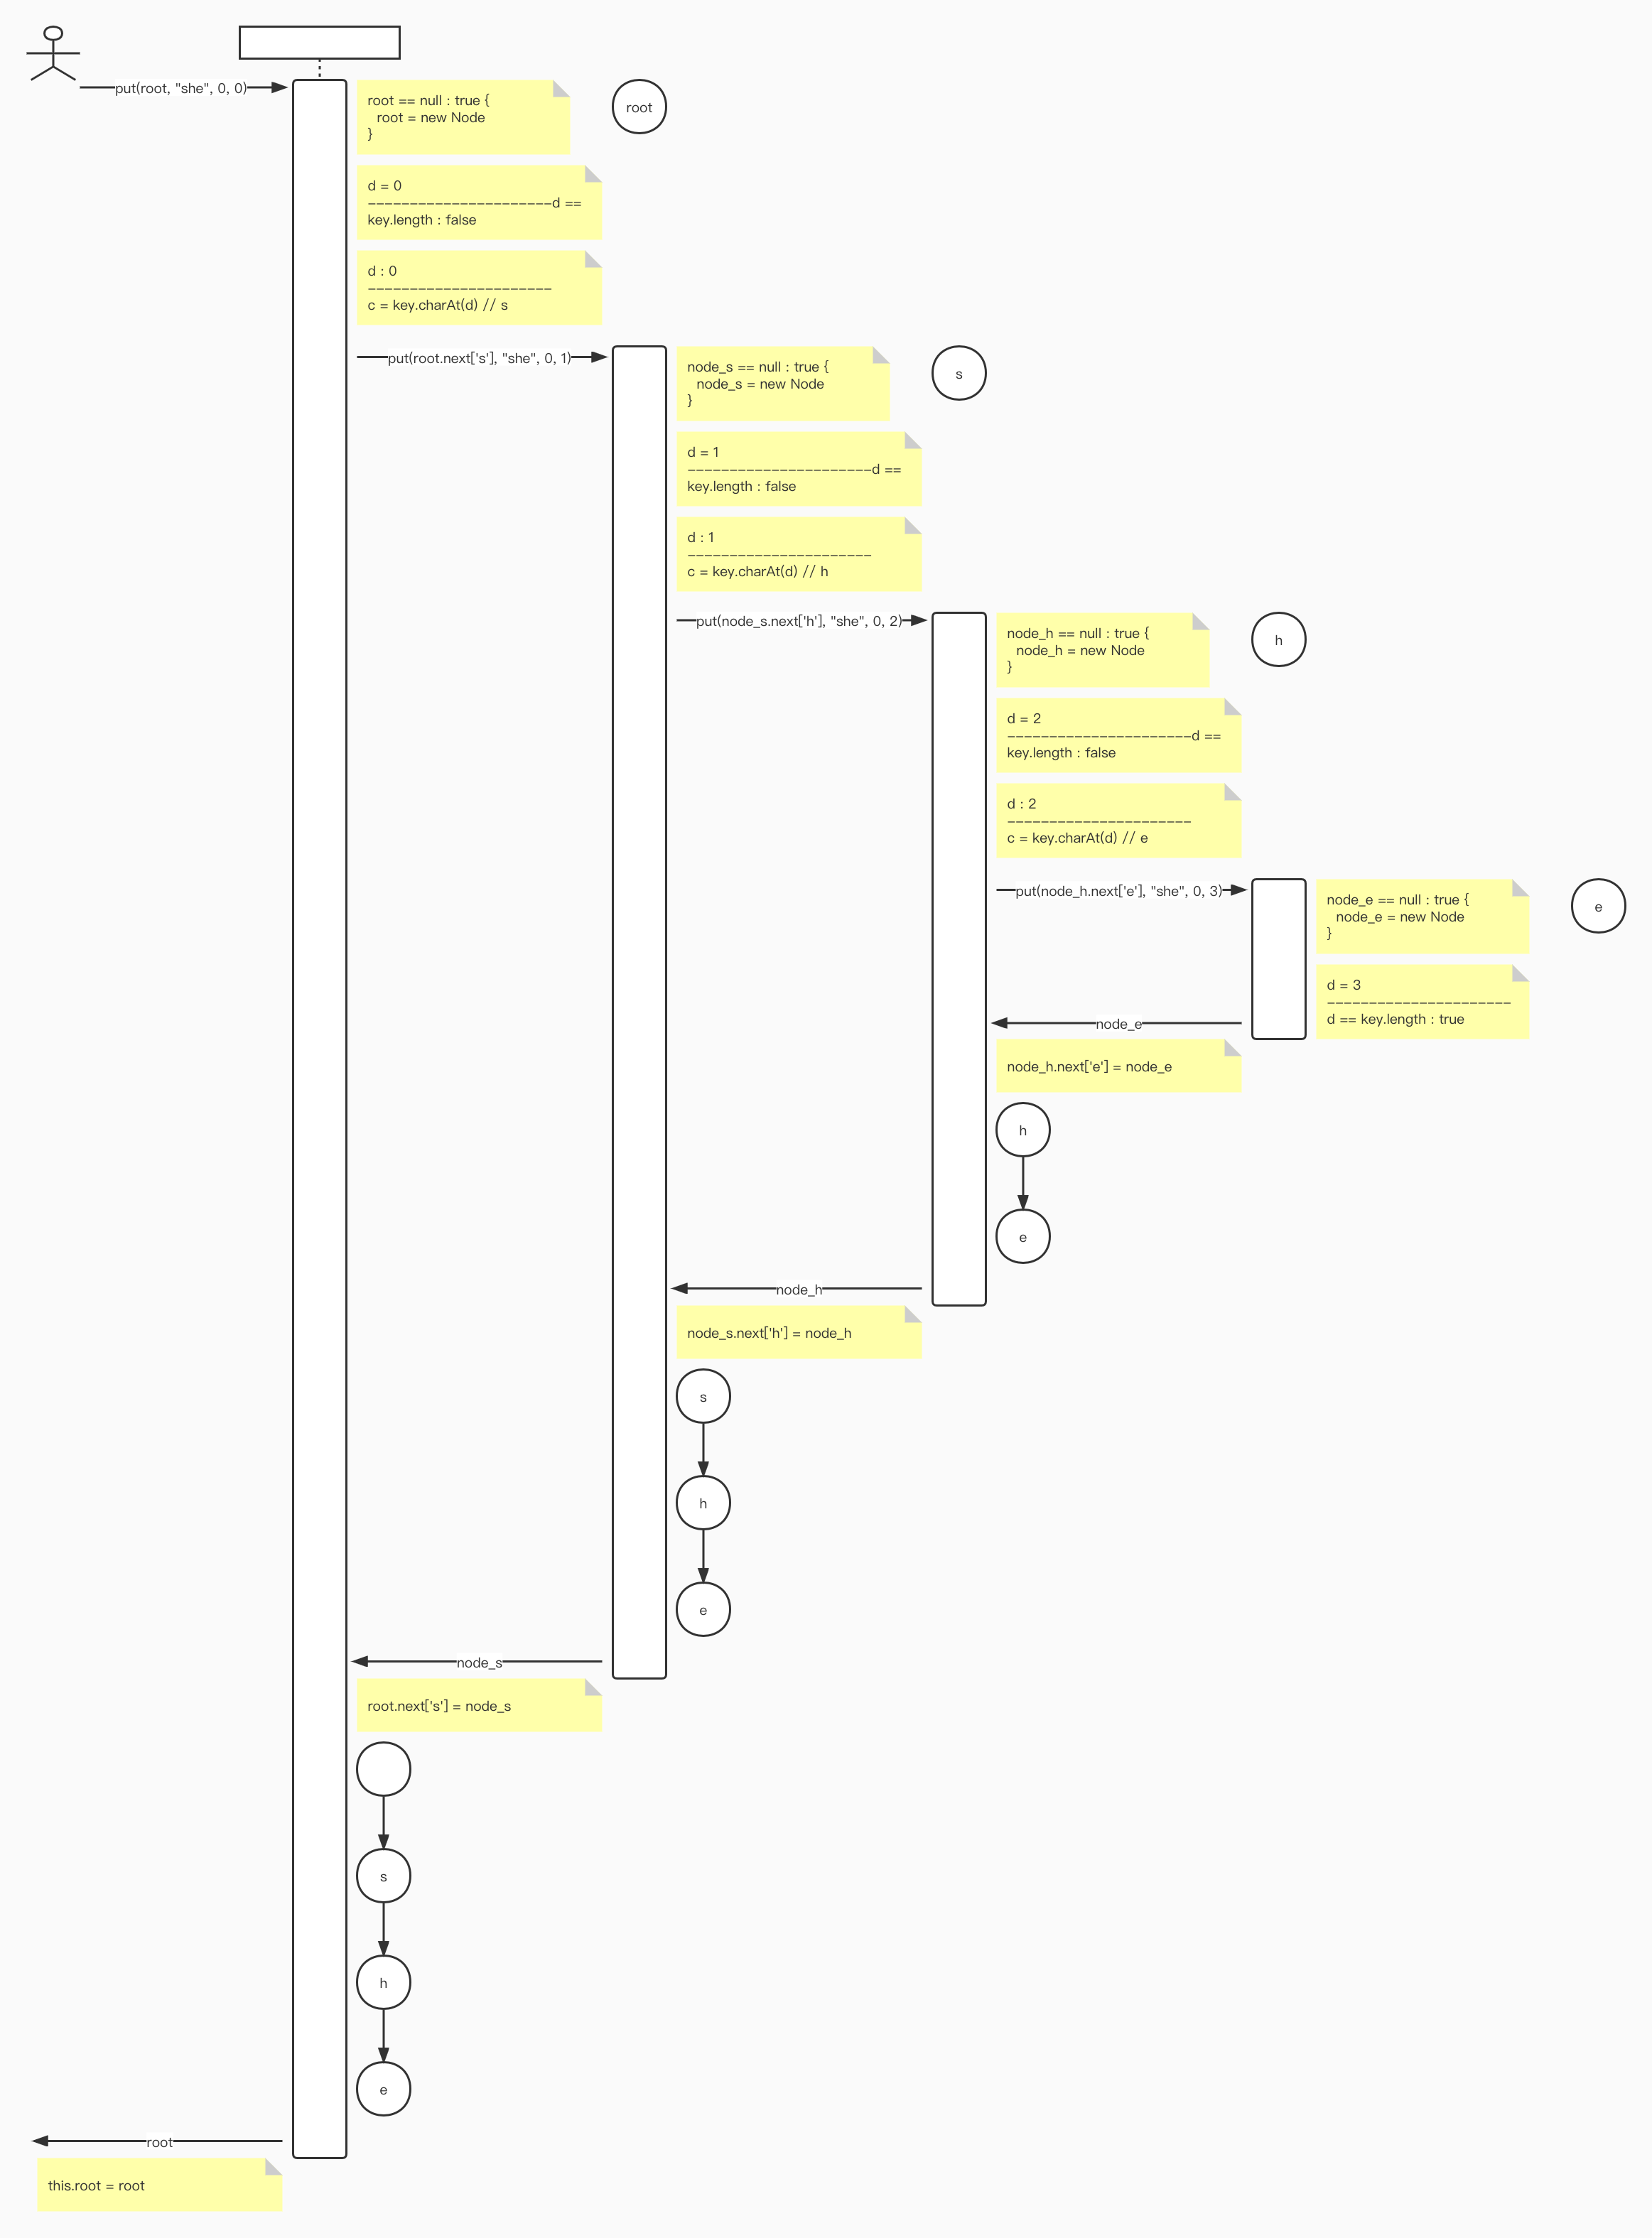 put(root, "she", 0, 0)
root == null : true {
root = new Node
}
root
d = 0
----------------------d ==
key.length : false
d : 0
----------------------
c = key.charAt(d) // s
put(root.next['s'], "she", 0, 1)
node_s == null : true {
node_s = new Node
}
s
d = 1
----------------------d ==
key.length : false
d : 1
----------------------
c = key.charAt(d) // h
put(node_s.next['h'], "she", 0, 2)
node_h == null : true {
node_h = new Node
}
h
d = 2
----------------------d ==
key.length : false
d : 2
----------------------
c = key.charAt(d) // e
put(node_h.next['e'], "she", 0, 3)
node_e == null : true {
node_e = new Node
}
e
d = 3
----------------------
d == key.length : true
node_e
node_h.next['e'] = node_e
h
e
node_h
node_s.next['h'] = node_h
s
h
e
node_s
root.next['s'] = node_s
s
h
e
root
this.root = root